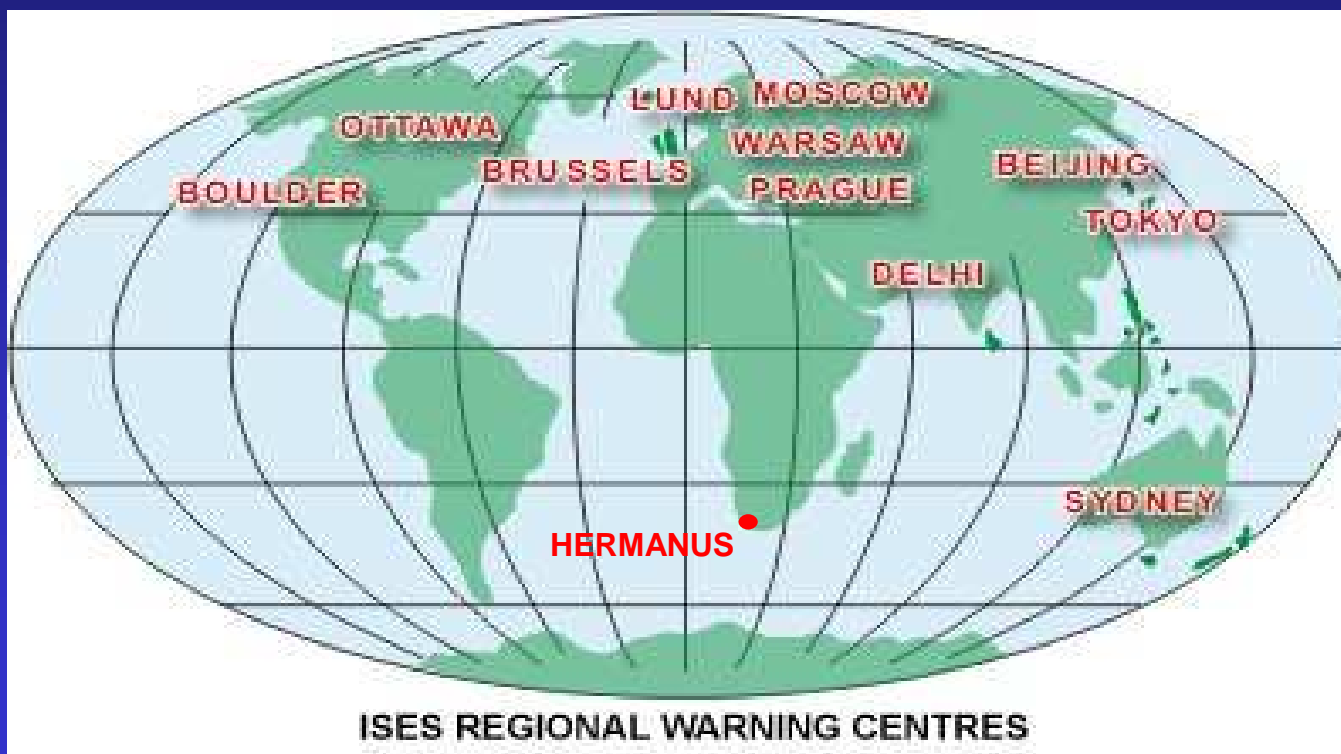 LUND
MOSCOW
OTTAWA
WARSAW
BRUSSELS
BEIJING
BOULDER
PRAGUE
TOKYO
DELHI
SYDNEY
HERMANUS
ISES REGIONAL WARNING CENTRES